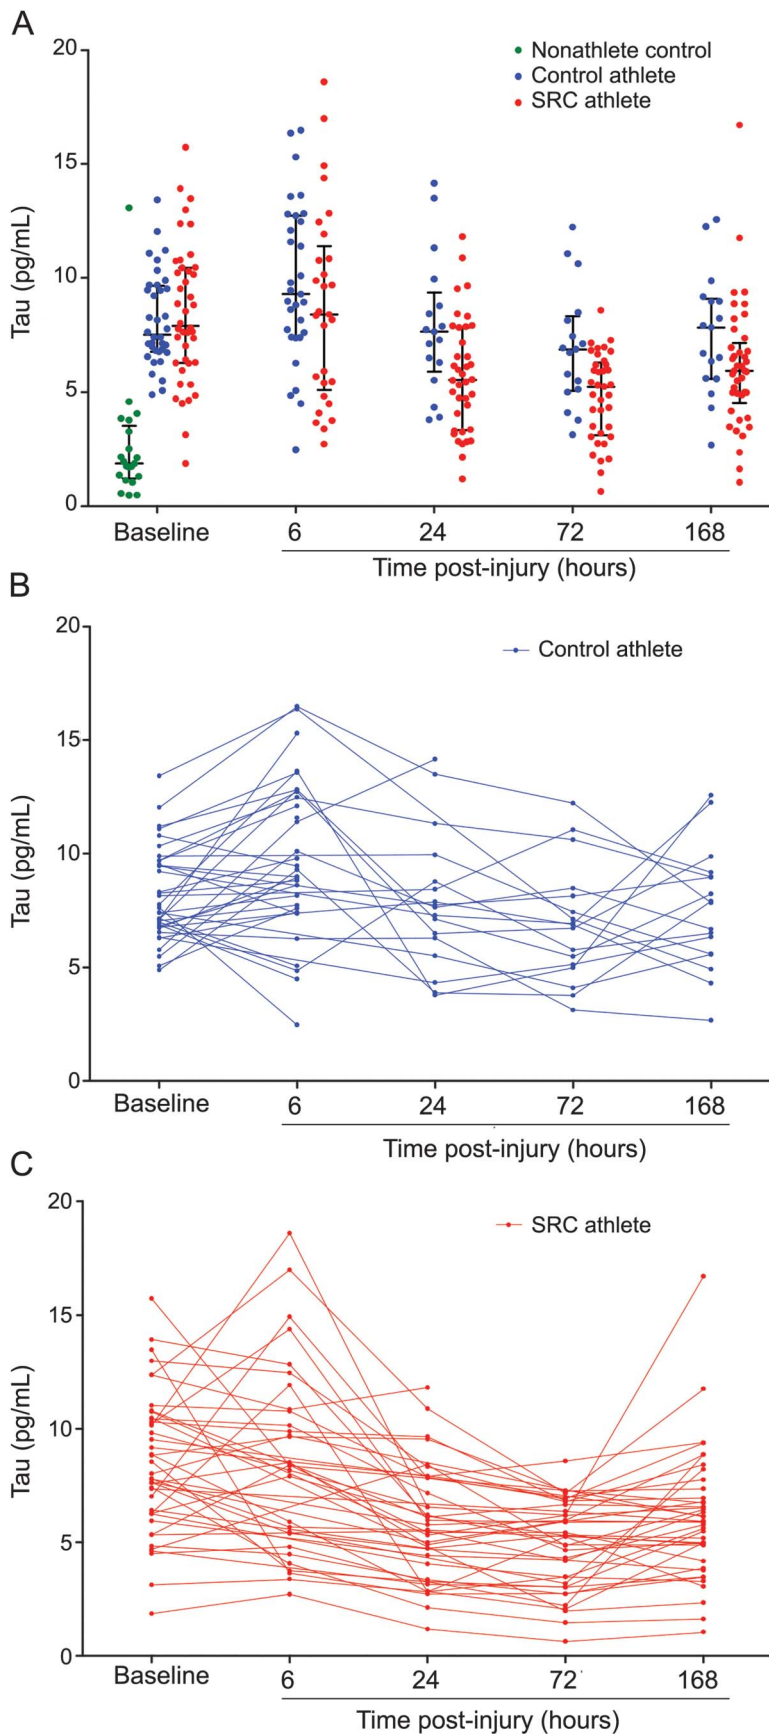 A
20
15
10
5
0
Tau (pg/mL)
Nonathlete control
Control athlete
SRC athlete
Baseline 6 24 72 168
Time post-injury (hours)
B
20
15
10
5
0
Tau (pg/mL)
Control athlete
Baseline 6 24 72 168
Time post-injury (hours)
C
20
15
10
5
0
Tau (pg/mL)
SRC athlete
Baseline 6 24 72 168
Time post-injury (hours)